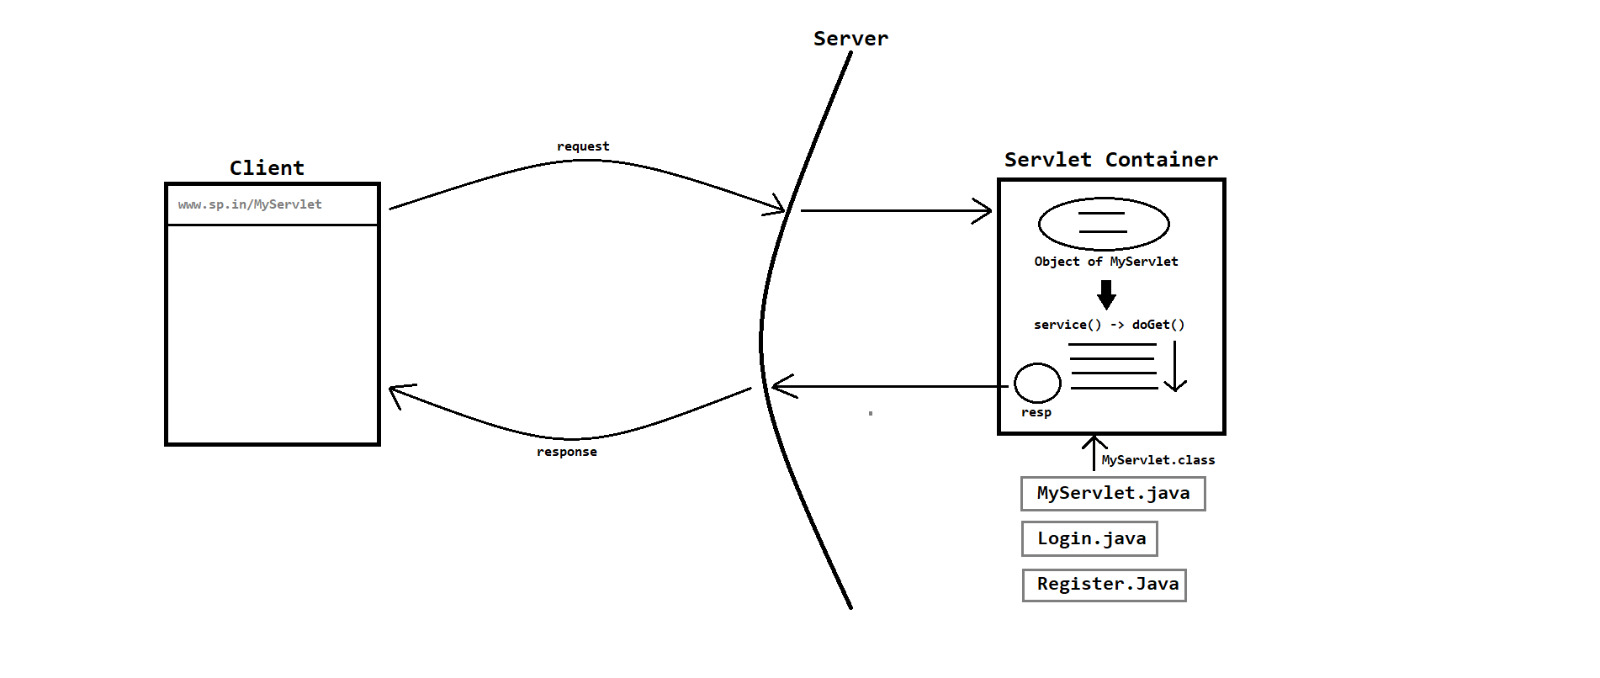 Server
request
Client
www.sp.in/MyServlet
Servlet Container
Object of MyServlet
service() -> doGet()
resp
response
MyServlet.class
MyServlet.java
Login.java
Register.Java